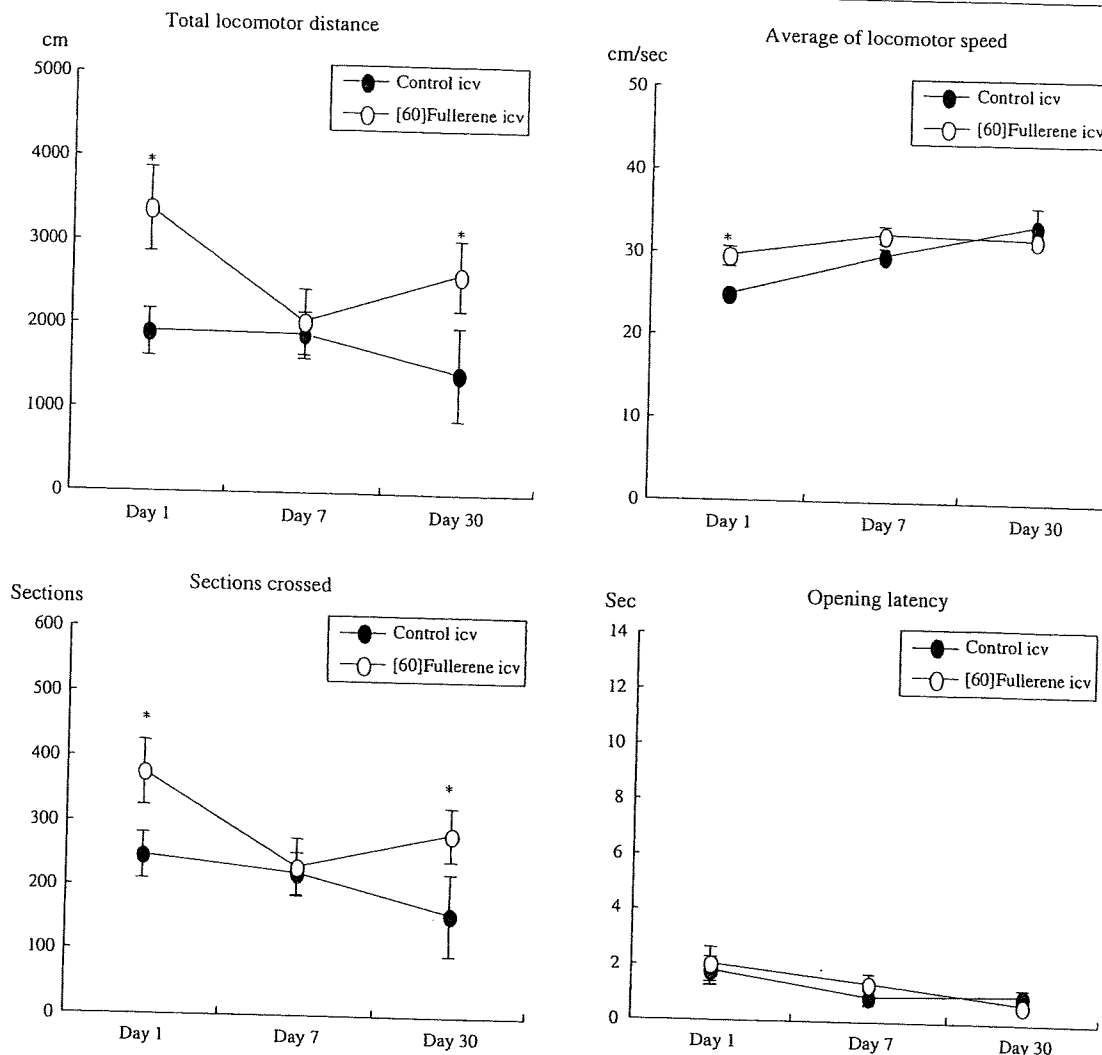 Total locomotor distance
cm
5000
4000
3000
2000
1000
0
Control icv
[60]Fullerene icv
*
*
Day 1
Day 7
Day 30
Average of locomotor speed
cm/sec
50
40
30
20
10
0
Control icv
[60]Fullerene icv
*
Day 1
Day 7
Day 30
Sections crossed
Sections
600
500
400
300
200
100
0
Control icv
[60]Fullerene icv
*
*
Day 1
Day 7
Day 30
Opening latency
Sec
14
12
10
8
6
4
2
0
Control icv
[60]Fullerene icv
Day 1
Day 7
Day 30